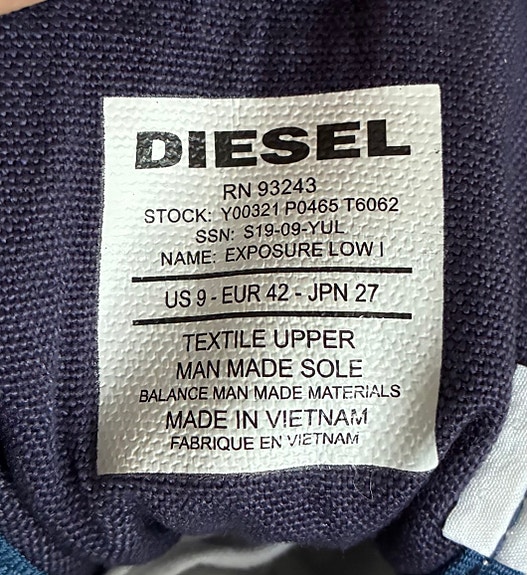 DIESEL
RN 93243
STOCK: Y00321 P0465 T6062
SSN: S19-09-YUL
NAME: EXPOSURE LOW I
US 9 - EUR 42 - JPN 27
TEXTILE UPPER
MAN MADE SOLE
BALANCE MAN MADE MATERIALS
MADE IN VIETNAM
FABRIQUE EN VIETNAM